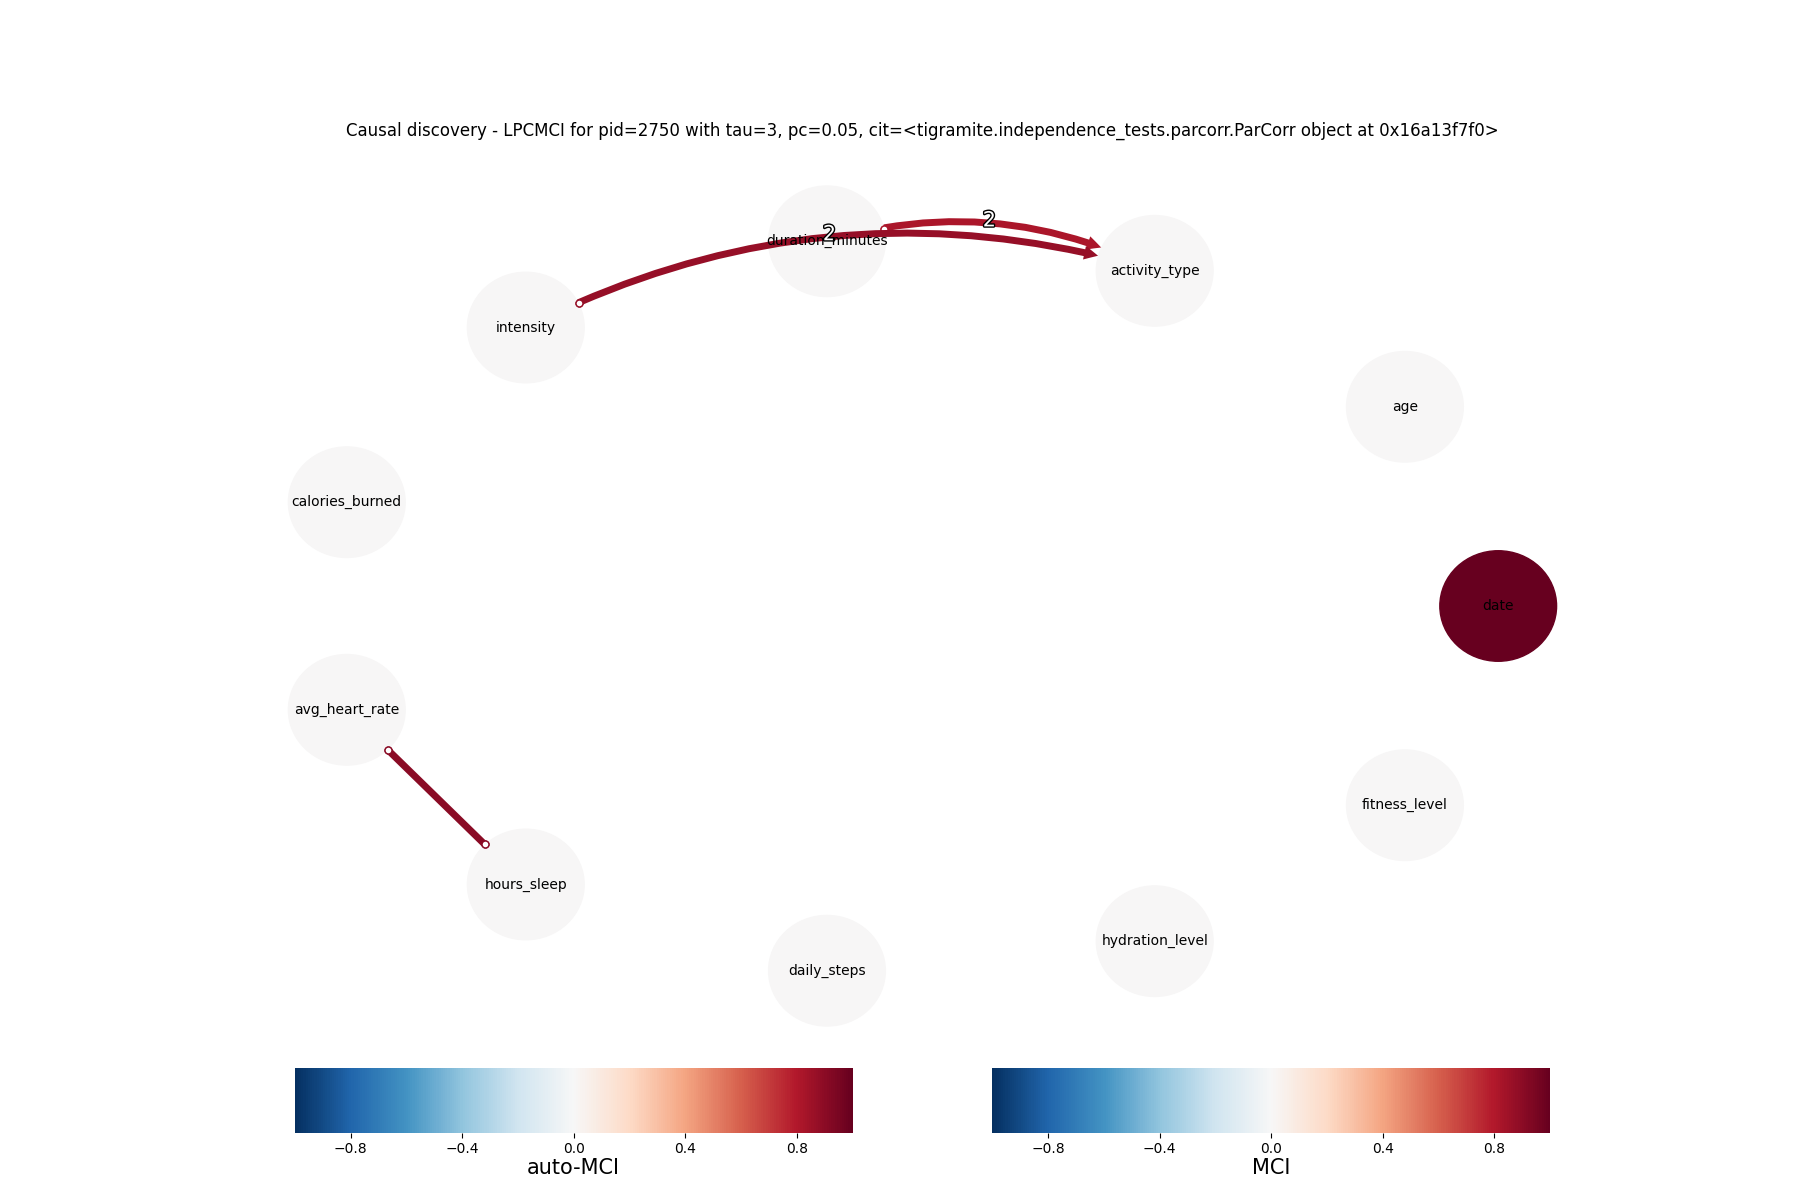 Causal discovery - LPCMCI for pid=2750 with tau=3, pc=0.05, cit=<tigramite.independence_tests.parcorr.ParCorr object at 0x16a13f7f0>
2
2
duration_minutes
activity_type
intensity
age
calories_burned
date
avg_heart_rate
fitness_level
hours_sleep
hydration_level
daily_steps
−0.8 −0.4 0.0 0.4 0.8
auto-MCI
−0.8 −0.4 0.0 0.4 0.8
MCI